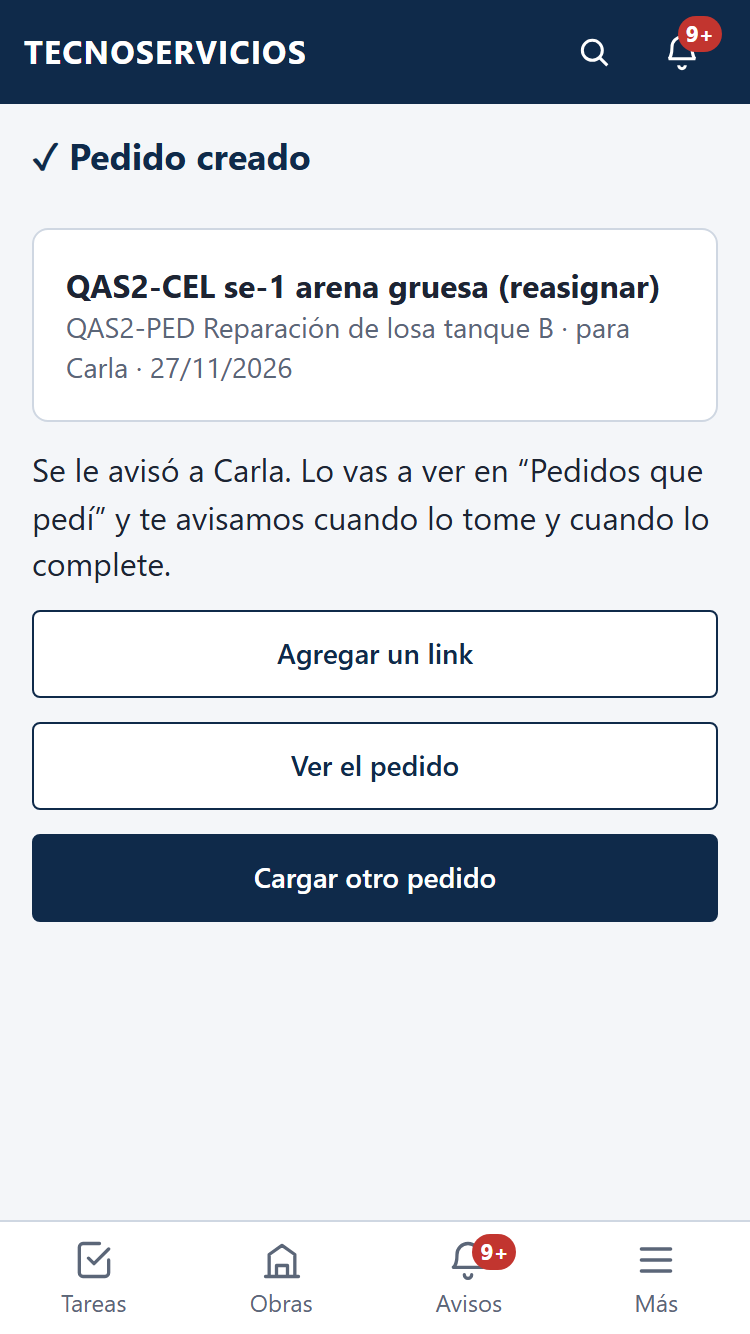 TECNOSERVICIOS
9+
✓ Pedido creado
QAS2-CEL se-1 arena gruesa (reasignar)
QAS2-PED Reparación de losa tanque B · para
Carla · 27/11/2026
Se le avisó a Carla. Lo vas a ver en “Pedidos que
pedí” y te avisamos cuando lo tome y cuando lo
complete.
Agregar un link
Ver el pedido
Cargar otro pedido
9+
Tareas
Obras
Avisos
Más